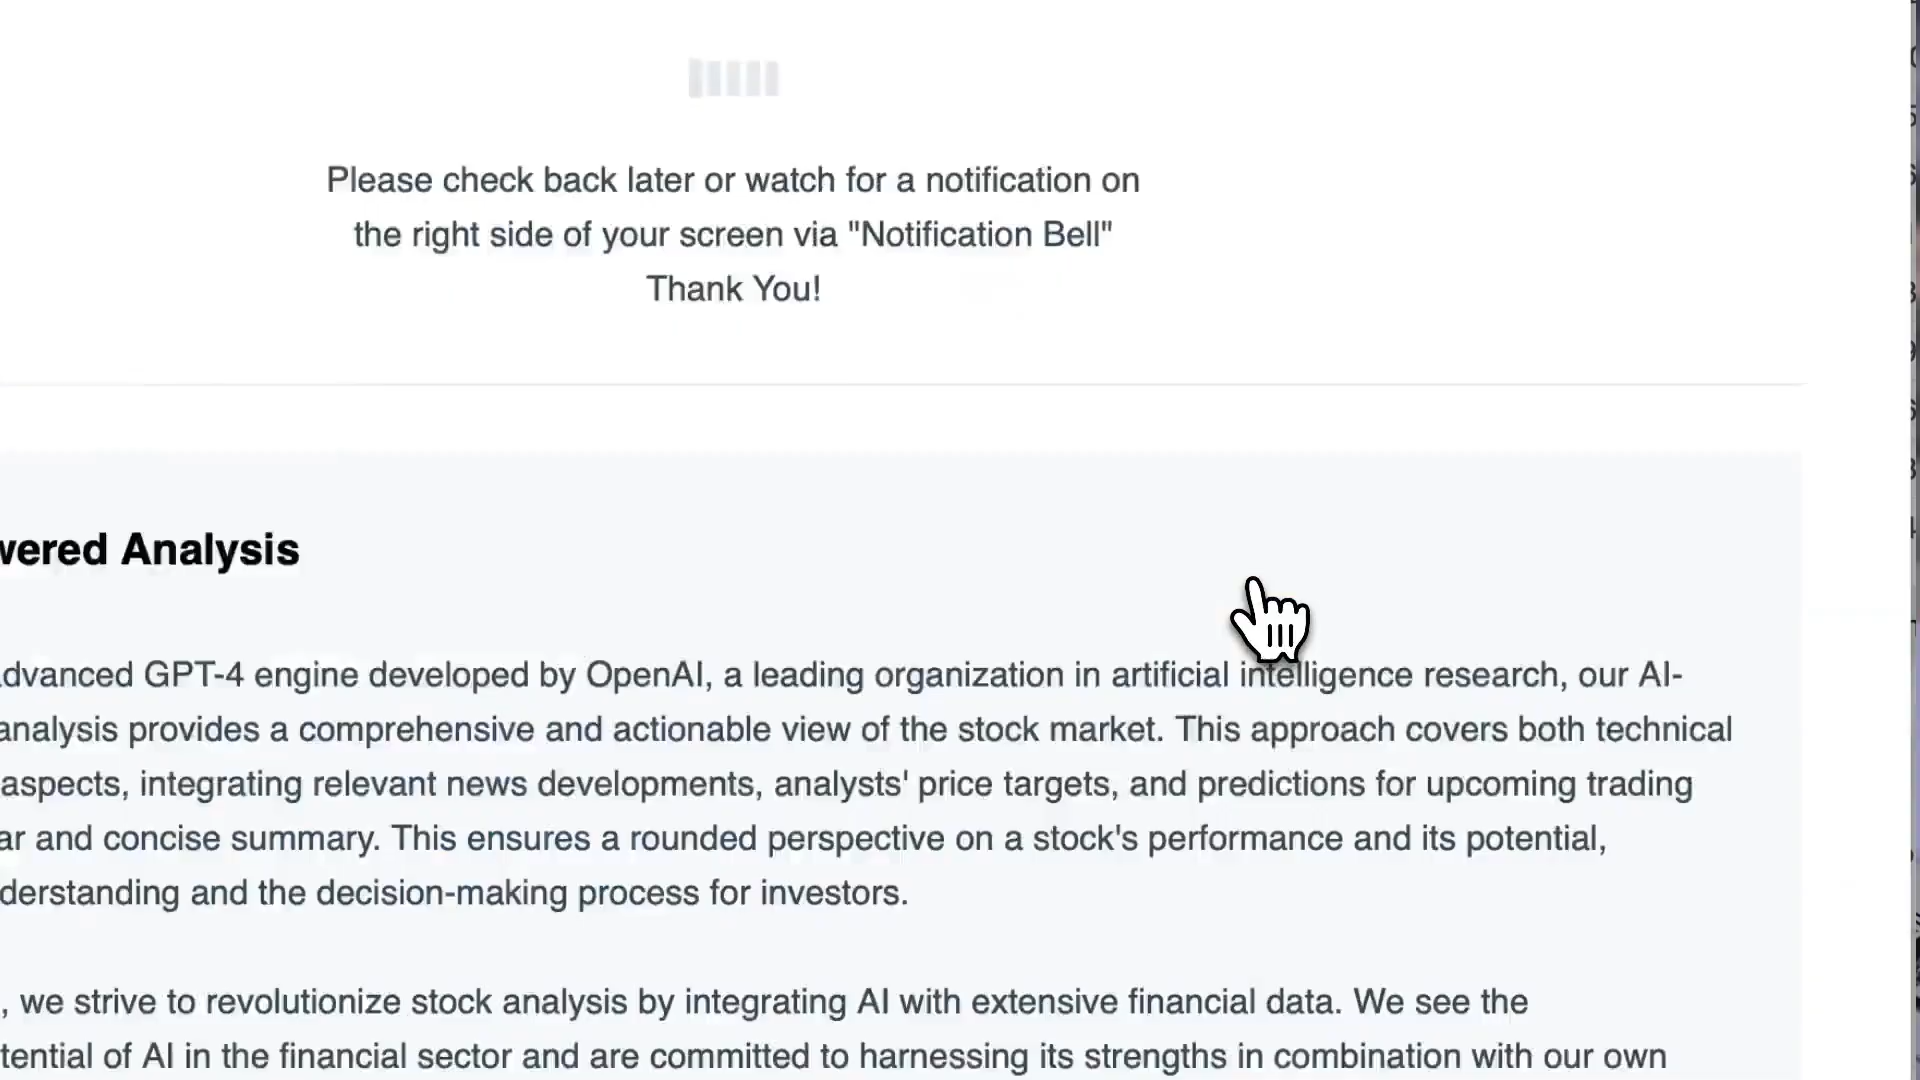 Please check back later or watch for a notification on
the right side of your screen via "Notification Bell"
Thank You!
wered Analysis
dvanced GPT-4 engine developed by OpenAI, a leading organization in artificial intelligence research, our AI-
analysis provides a comprehensive and actionable view of the stock market. This approach covers both technical
aspects, integrating relevant news developments, analysts' price targets, and predictions for upcoming trading
ar and concise summary. This ensures a rounded perspective on a stock's performance and its potential,
derstanding and the decision-making process for investors.
, we strive to revolutionize stock analysis by integrating AI with extensive financial data. We see the
tential of AI in the financial sector and are committed to harnessing its strengths in combination with our own